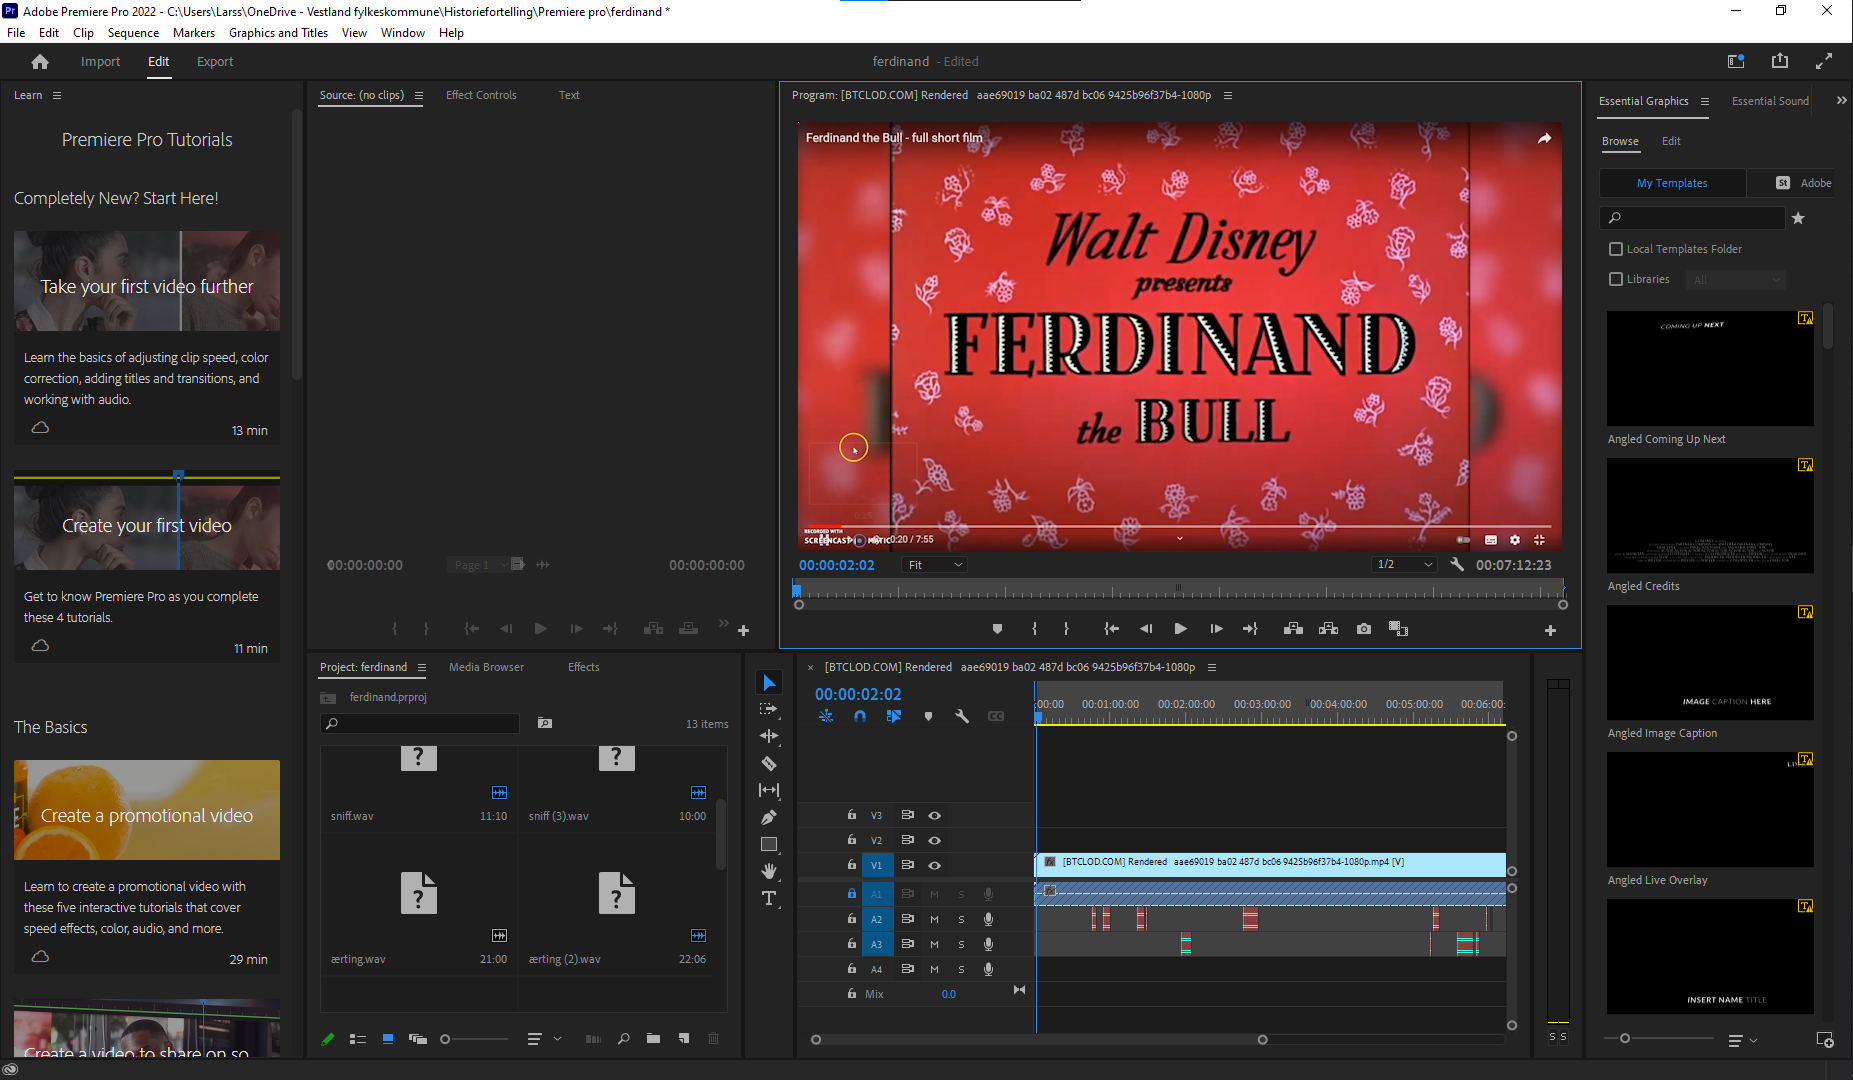 Adobe Premiere Pro 2022 - C:\Users\Larss\OneDrive - Vestland fylkeskommune\Historiefortelling\Premiere pro\ferdinand *
File Edit Clip Sequence Markers Graphics and Titles View Window Help
Import Edit Export
ferdinand - Edited
Learn
Premiere Pro Tutorials
Completely New? Start Here!
Take your first video further
Learn the basics of adjusting clip speed, color
correction, adding titles and transitions, and
working with audio.
13 min
Create your first video
Get to know Premiere Pro as you complete
these 4 tutorials.
11 min
The Basics
Create a promotional video
Learn to create a promotional video with
these five interactive tutorials that cover
speed effects, color, audio, and more.
29 min
Create a video to share on so
Source: (no clips) Effect Controls Text
00:00:00:00 Page 1 00:00:00:00
Program: [BTCLOD.COM] Rendered aae69019 ba02 487d bc06 9425b96f37b4-1080p
Ferdinand the Bull - full short film
Walt Disney
presents
FERDINAND
the BULL
0:25
RECORDED WITH
SCREENCAST MATIC 0:20 / 7:55
00:00:02:02 Fit 1/2 00:07:12:23
Project: ferdinand Media Browser Effects
ferdinand.prproj
13 items
sniff.wav 11:10
sniff (3).wav 10:00
ærting.wav 21:00
ærting (2).wav 22:06
× [BTCLOD.COM] Rendered aae69019 ba02 487d bc06 9425b96f37b4-1080p
00:00:02:02
:00:00 00:01:00:00 00:02:00:00 00:03:00:00 00:04:00:00 00:05:00:00 00:06:00:
V3
V2
V1 [BTCLOD.COM] Rendered aae69019 ba02 487d bc06 9425b96f37b4-1080p.mp4 [V]
A1 M S
A2 M S
A3 M S
A4 M S
Mix 0.0
S S
Essential Graphics Essential Sound
Browse Edit
My Templates St Adobe
Local Templates Folder
Libraries All
COMING UP NEXT
Angled Coming Up Next
Angled Credits
IMAGE CAPTION HERE
Angled Image Caption
Angled Live Overlay
INSERT NAME TITLE